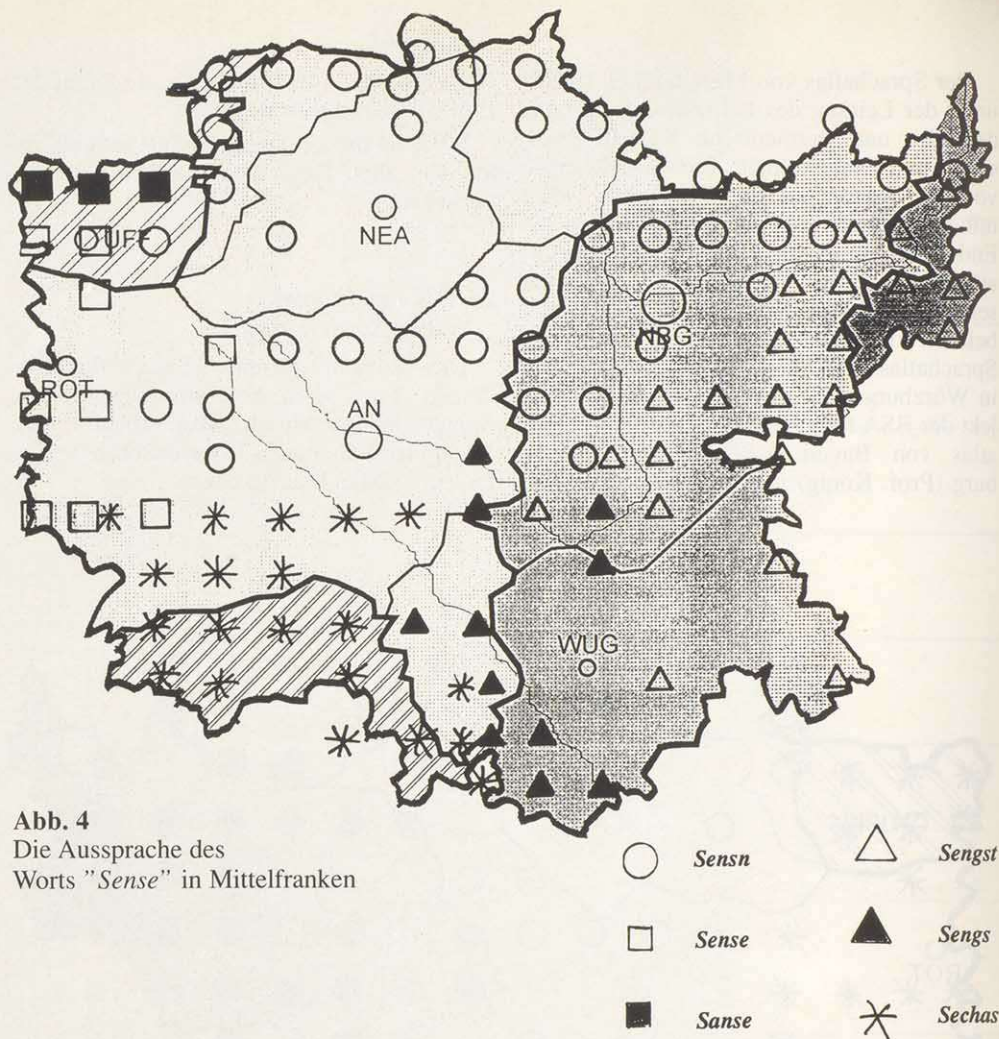 UFF
NEA
NBG
ROT
AN
WUG
Abb. 4
Die Aussprache des
Worts "Sense" in Mittelfranken
Sensn
Sengst
Sense
Sengs
Sanse
Sechas